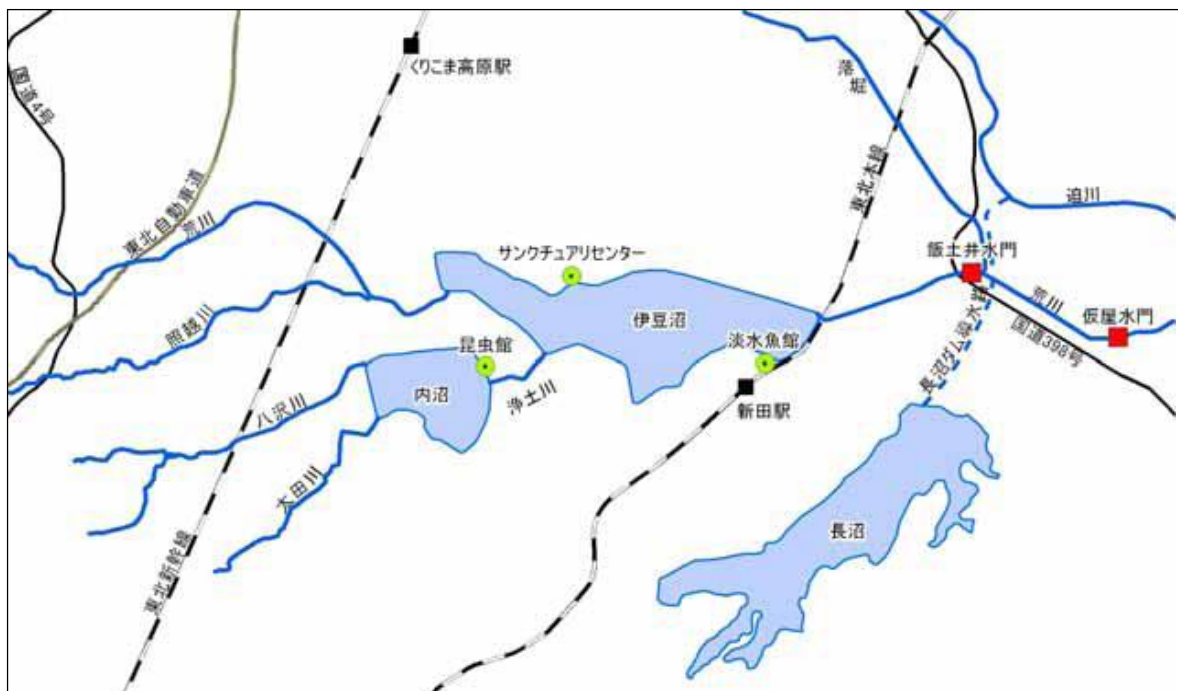 国道4号
くりこま高原駅
落堀
東北自動車道
荒川
東北本線
迫川
サンクチュアリセンター
飯土井水門
伊豆沼
荒川
仮屋水門
照越川
昆虫館
淡水魚館
長沼ダム導水路
国道398号
内沼
浄土川
新田駅
八沢川
太田川
長沼
東北新幹線